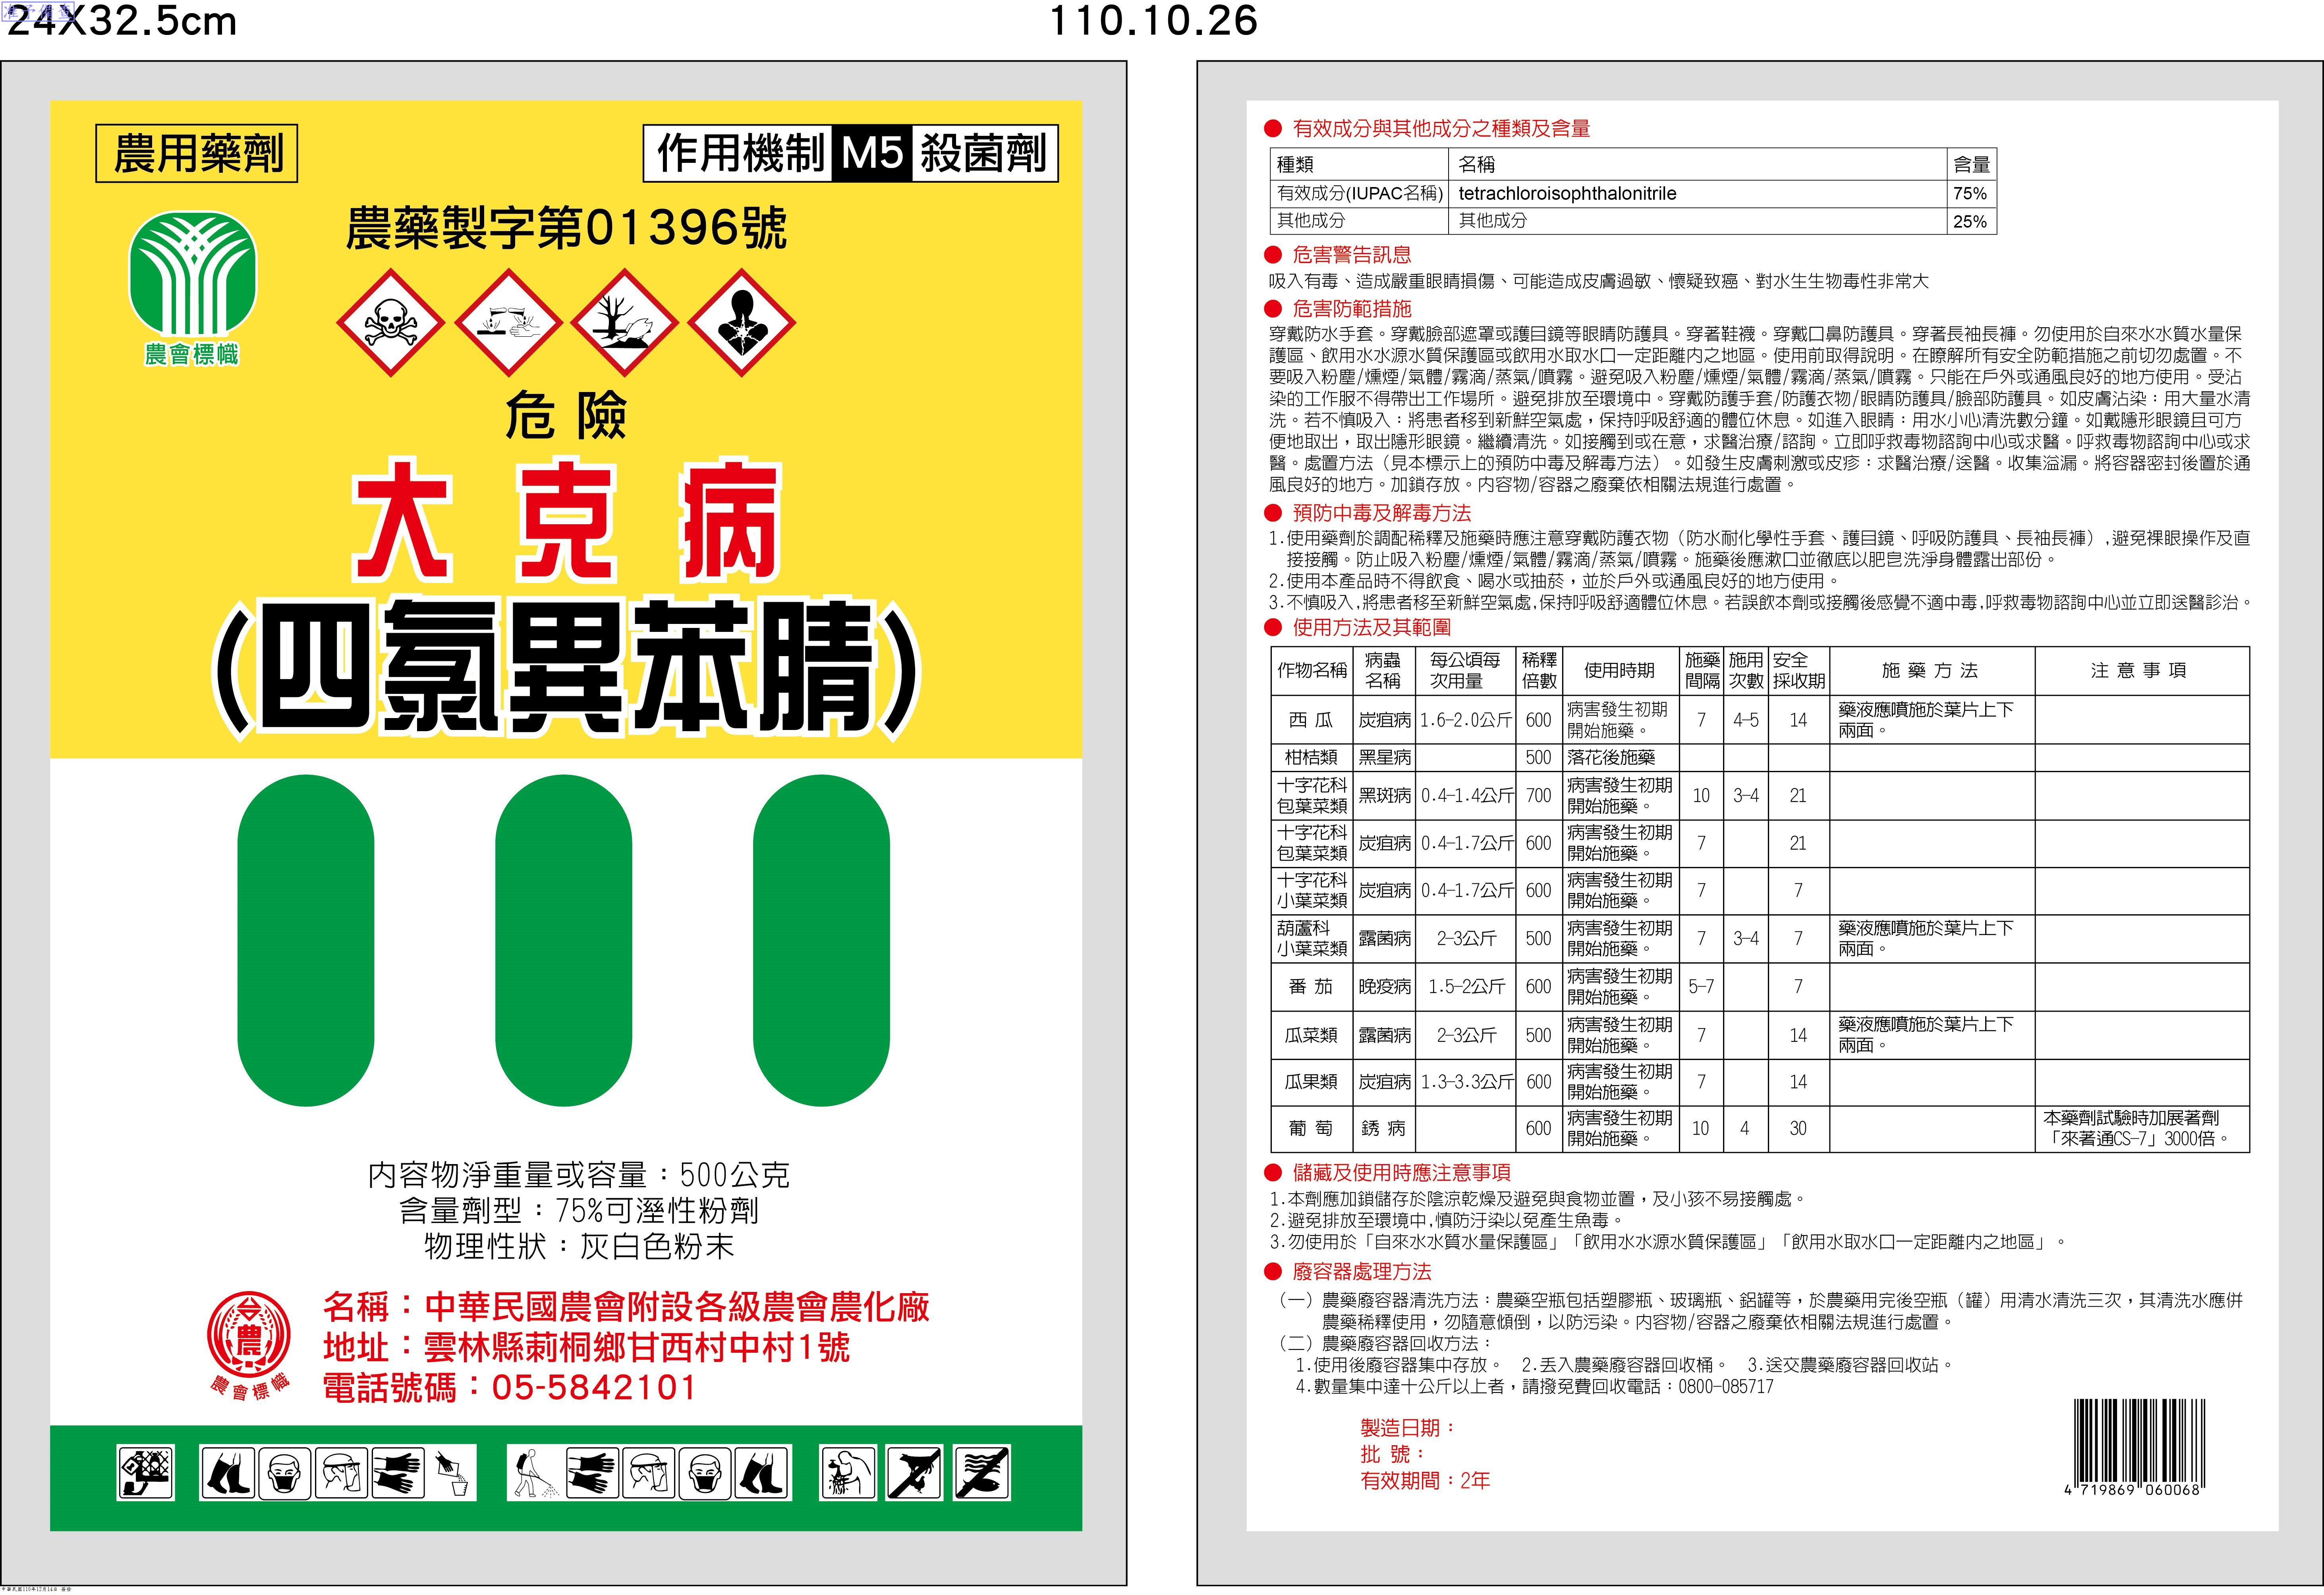 准予備查
24X32.5cm
110.10.26
農用藥劑
作用機制 M5 殺菌劑
農藥製字第01396號
農會標幟
危險
大克病
(四氯異苯腈)
內容物淨重量或容量：500公克
含量劑型：75%可溼性粉劑
物理性狀：灰白色粉末
農
農會標幟
名稱：中華民國農會附設各級農會農化廠
地址：雲林縣莿桐鄉甘西村中村1號
電話號碼：05-5842101
● 有效成分與其他成分之種類及含量
種類 名稱 含量
有效成分(IUPAC名稱) tetrachloroisophthalonitrile 75%
其他成分 其他成分 25%
● 危害警告訊息
吸入有毒、造成嚴重眼睛損傷、可能造成皮膚過敏、懷疑致癌、對水生生物毒性非常大
● 危害防範措施
穿戴防水手套。穿戴臉部遮罩或護目鏡等眼睛防護具。穿著鞋襪。穿戴口鼻防護具。穿著長袖長褲。勿使用於自來水水質水量保
護區、飲用水水源水質保護區或飲用水取水口一定距離內之地區。使用前取得說明。在瞭解所有安全防範措施之前切勿處置。不
要吸入粉塵/燻煙/氣體/霧滴/蒸氣/噴霧。避免吸入粉塵/燻煙/氣體/霧滴/蒸氣/噴霧。只能在戶外或通風良好的地方使用。受沾
染的工作服不得帶出工作場所。避免排放至環境中。穿戴防護手套/防護衣物/眼睛防護具/臉部防護具。如皮膚沾染：用大量水清
洗。若不慎吸入：將患者移到新鮮空氣處，保持呼吸舒適的體位休息。如進入眼睛：用水小心清洗數分鐘。如戴隱形眼鏡且可方
便地取出，取出隱形眼鏡。繼續清洗。如接觸到或在意，求醫治療/諮詢。立即呼救毒物諮詢中心或求醫。呼救毒物諮詢中心或求
醫。處置方法（見本標示上的預防中毒及解毒方法）。如發生皮膚刺激或皮疹：求醫治療/送醫。收集溢漏。將容器密封後置於通
風良好的地方。加鎖存放。內容物/容器之廢棄依相關法規進行處置。
● 預防中毒及解毒方法
1.使用藥劑於調配稀釋及施藥時應注意穿戴防護衣物（防水耐化學性手套、護目鏡、呼吸防護具、長袖長褲）,避免裸眼操作及直
接接觸。防止吸入粉塵/燻煙/氣體/霧滴/蒸氣/噴霧。施藥後應漱口並徹底以肥皂洗淨身體露出部份。
2.使用本產品時不得飲食、喝水或抽菸，並於戶外或通風良好的地方使用。
3.不慎吸入,將患者移至新鮮空氣處,保持呼吸舒適體位休息。若誤飲本劑或接觸後感覺不適中毒,呼救毒物諮詢中心並立即送醫診治。
● 使用方法及其範圍
作物名稱 病蟲名稱 每公頃每次用量 稀釋倍數 使用時期 施藥間隔 施用次數 安全採收期 施藥方法 注意事項
西瓜 炭疽病 1.6-2.0公斤 600 病害發生初期開始施藥。 7 4-5 14 藥液應噴施於葉片上下兩面。
柑桔類 黑星病 500 落花後施藥
十字花科包葉菜類 黑斑病 0.4-1.4公斤 700 病害發生初期開始施藥。 10 3-4 21
十字花科包葉菜類 炭疽病 0.4-1.7公斤 600 病害發生初期開始施藥。 7 21
十字花科小葉菜類 炭疽病 0.4-1.7公斤 600 病害發生初期開始施藥。 7 7
葫蘆科小葉菜類 露菌病 2-3公斤 500 病害發生初期開始施藥。 7 3-4 7 藥液應噴施於葉片上下兩面。
番茄 晚疫病 1.5-2公斤 600 病害發生初期開始施藥。 5-7 7
瓜菜類 露菌病 2-3公斤 500 病害發生初期開始施藥。 7 14 藥液應噴施於葉片上下兩面。
瓜果類 炭疽病 1.3-3.3公斤 600 病害發生初期開始施藥。 7 14
葡萄 銹病 600 病害發生初期開始施藥。 10 4 30 本藥劑試驗時加展著劑「來著通CS-7」3000倍。
● 儲藏及使用時應注意事項
1.本劑應加鎖儲存於陰涼乾燥及避免與食物並置，及小孩不易接觸處。
2.避免排放至環境中,慎防汙染以免產生魚毒。
3.勿使用於「自來水水質水量保護區」「飲用水水源水質保護區」「飲用水取水口一定距離內之地區」。
● 廢容器處理方法
（一）農藥廢容器清洗方法：農藥空瓶包括塑膠瓶、玻璃瓶、鋁罐等，於農藥用完後空瓶（罐）用清水清洗三次，其清洗水應併
農藥稀釋使用，勿隨意傾倒，以防污染。內容物/容器之廢棄依相關法規進行處置。
（二）農藥廢容器回收方法：
1.使用後廢容器集中存放。 2.丟入農藥廢容器回收桶。 3.送交農藥廢容器回收站。
4.數量集中達十公斤以上者，請撥免費回收電話：0800-085717
製造日期：
批 號：
有效期間：2年
4 719869 060068
中華民國110年12月14日 簽發